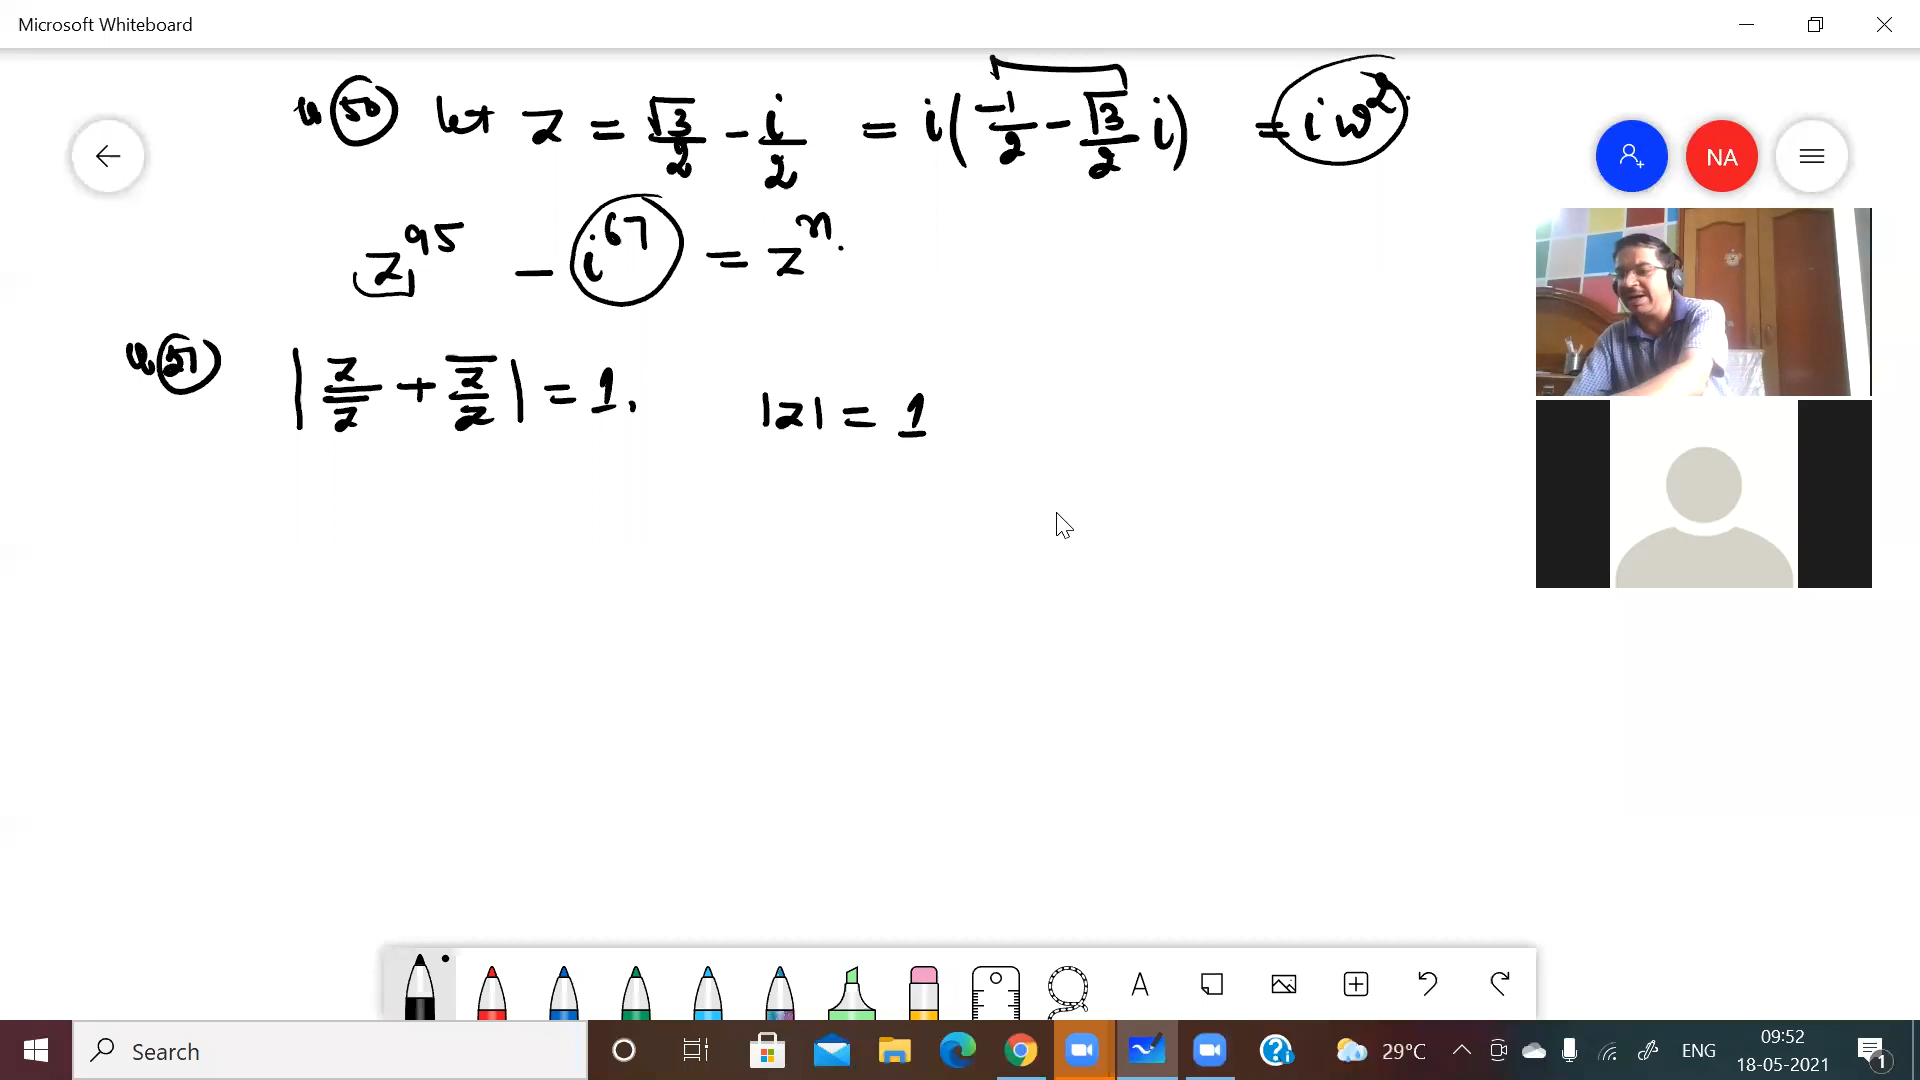 Microsoft Whiteboard
50 let z = √3/2 - i/2 = i(-1/2 - √3/2 i) = iω².
NA
z^95 - i^67 = z^n.
51 |z/z̄ + z̄/z| = 1. |z| = 1
A
Search
29°C
ENG
09:52
18-05-2021
1